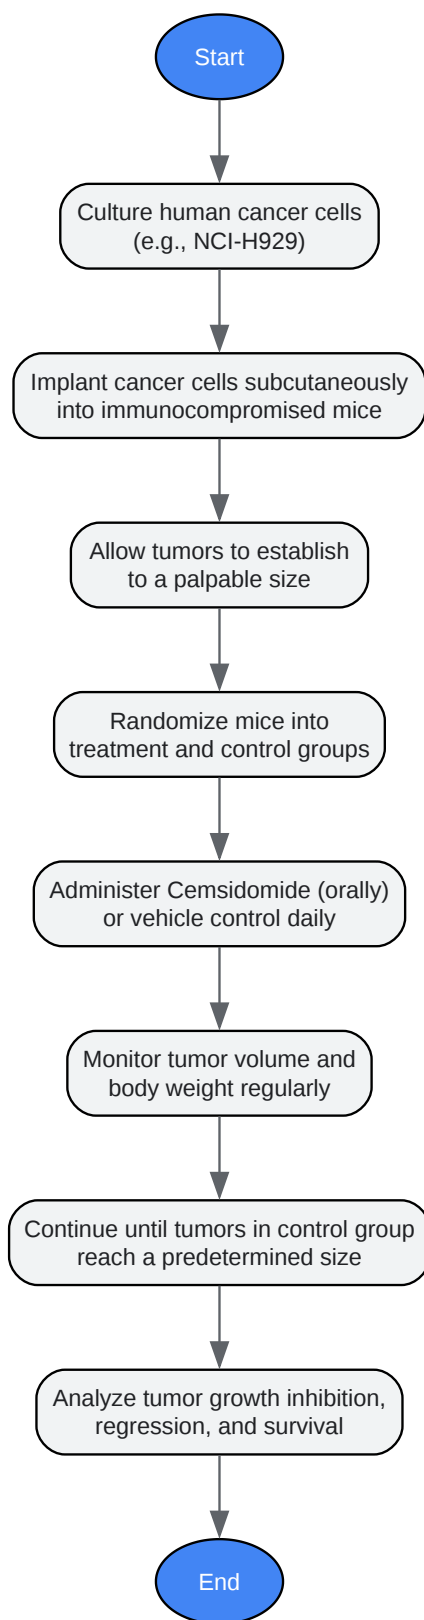 Start
Culture human cancer cells
(e.g., NCI-H929)
Implant cancer cells subcutaneously
into immunocompromised mice
Allow tumors to establish
to a palpable size
Randomize mice into
treatment and control groups
Administer Cemsidomide (orally)
or vehicle control daily
Monitor tumor volume and
body weight regularly
Continue until tumors in control group
reach a predetermined size
Analyze tumor growth inhibition,
regression, and survival
End